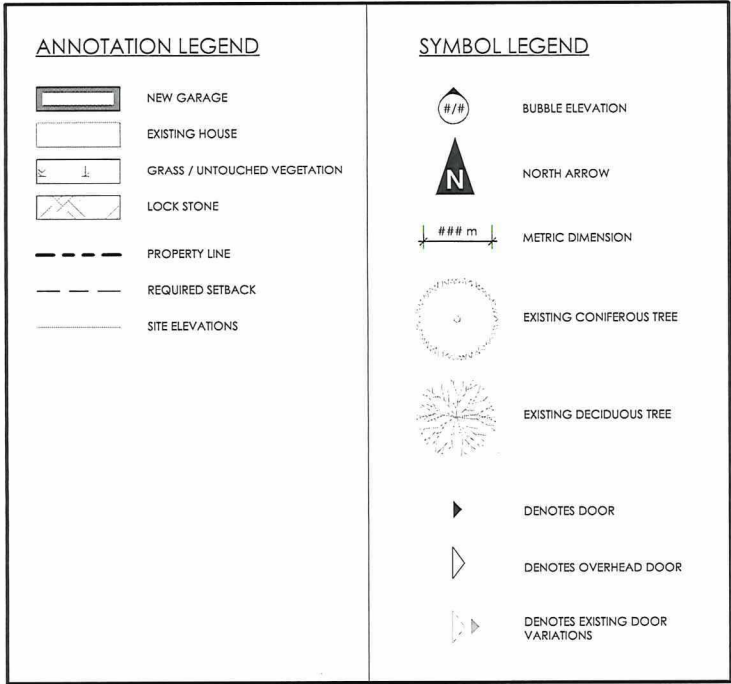 ANNOTATION LEGEND
NEW GARAGE
EXISTING HOUSE
GRASS / UNTOUCHED VEGETATION
LOCK STONE
PROPERTY LINE
REQUIRED SETBACK
SITE ELEVATIONS
SYMBOL LEGEND
#/#
BUBBLE ELEVATION
N
NORTH ARROW
### m
METRIC DIMENSION
EXISTING CONIFEROUS TREE
EXISTING DECIDUOUS TREE
DENOTES DOOR
DENOTES OVERHEAD DOOR
DENOTES EXISTING DOOR
VARIATIONS